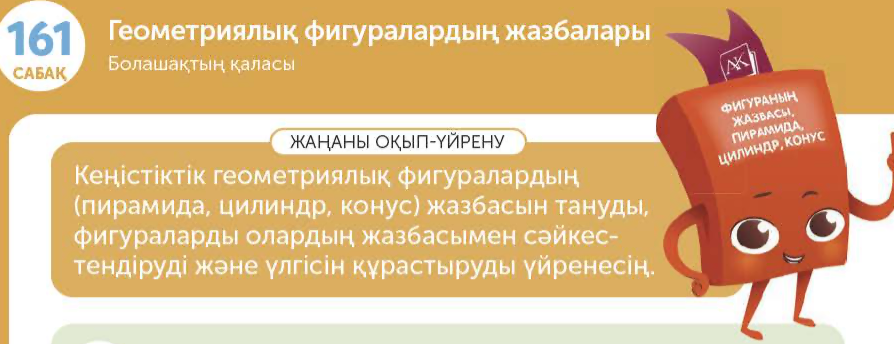 161
САБАҚ
Геометриялық фигуралардың жазбалары
Болашақтың қаласы
АҚ
ФИГУРАНЫҢ
ЖАЗБАСЫ,
ПИРАМИДА,
ЦИЛИНДР, КОНУС
ЖАҢАНЫ ОҚЫП-ҮЙРЕНУ
Кеңістіктік геометриялық фигуралардың
(пирамида, цилиндр, конус) жазбасын тануды,
фигураларды олардың жазбасымен сәйкес-
тендіруді және үлгісін құрастыруды үйренесің.